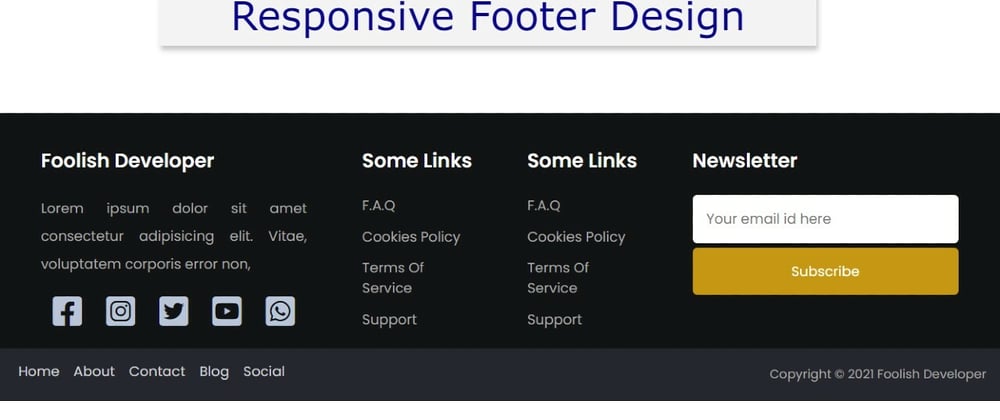 Responsive Footer Design
Foolish Developer
Lorem ipsum dolor sit amet
consectetur adipisicing elit. Vitae,
voluptatem corporis error non,
Some Links
F.A.Q
Cookies Policy
Terms Of
Service
Support
Some Links
F.A.Q
Cookies Policy
Terms Of
Service
Support
Newsletter
Your email id here
Subscribe
Home About Contact Blog Social
Copyright © 2021 Foolish Developer